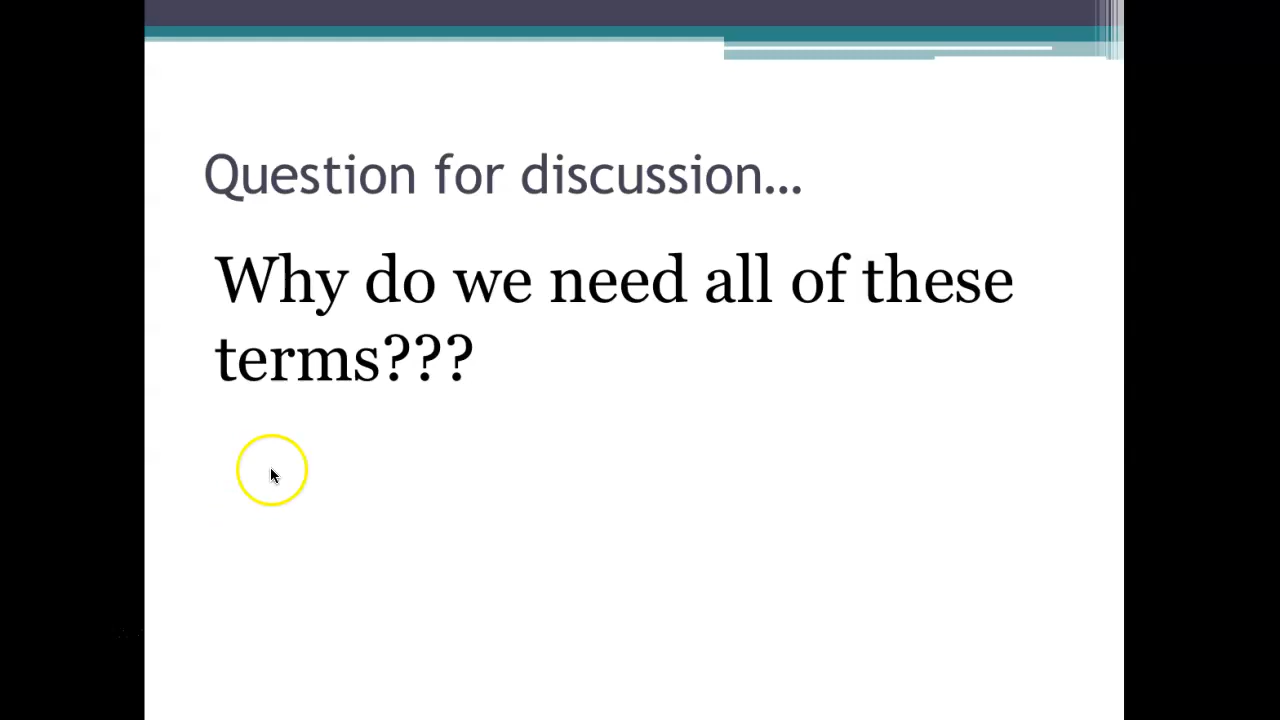 Question for discussion...
Why do we need all of these
terms???